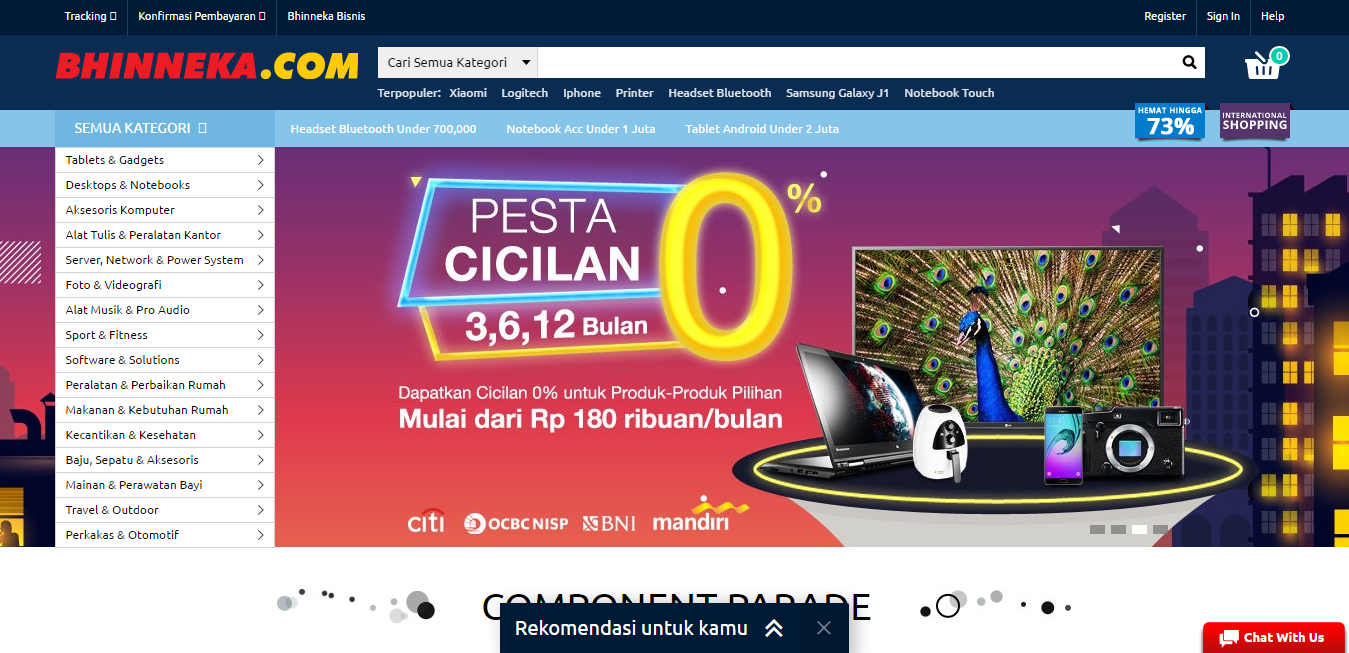 Tracking
Konfirmasi Pembayaran
Bhinneka Bisnis
Register
Sign In
Help
BHINNEKA.COM
Cari Semua Kategori
0
Terpopuler: Xiaomi Logitech Iphone Printer Headset Bluetooth Samsung Galaxy J1 Notebook Touch
SEMUA KATEGORI
Headset Bluetooth Under 700,000
Notebook Acc Under 1 Juta
Tablet Android Under 2 Juta
HEMAT HINGGA
73%
INTERNATIONAL
SHOPPING
Tablets & Gadgets
Desktops & Notebooks
Aksesoris Komputer
Alat Tulis & Peralatan Kantor
Server, Network & Power System
Foto & Videografi
Alat Musik & Pro Audio
Sport & Fitness
Software & Solutions
Peralatan & Perbaikan Rumah
Makanan & Kebutuhan Rumah
Kecantikan & Kesehatan
Baju, Sepatu & Aksesoris
Mainan & Perawatan Bayi
Travel & Outdoor
Perkakas & Otomotif
PESTA
CICILAN
0%
3,6,12 Bulan
Dapatkan Cicilan 0% untuk Produk-Produk Pilihan
Mulai dari Rp 180 ribuan/bulan
citi
OCBC NISP
BNI
mandiri
COMPONENT PARADE
Rekomendasi untuk kamu
Chat With Us